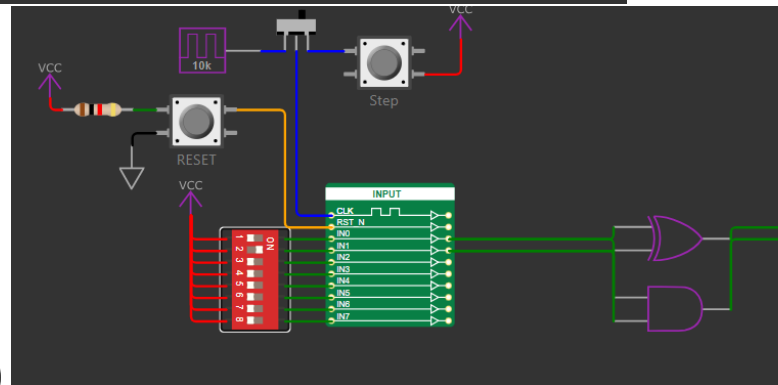 VCC
10k
Step
VCC
RESET
VCC
INPUT
CLK
RST_N
IN0
IN1
IN2
IN3
IN4
IN5
IN6
IN7
ON
1
2
3
4
5
6
7
8